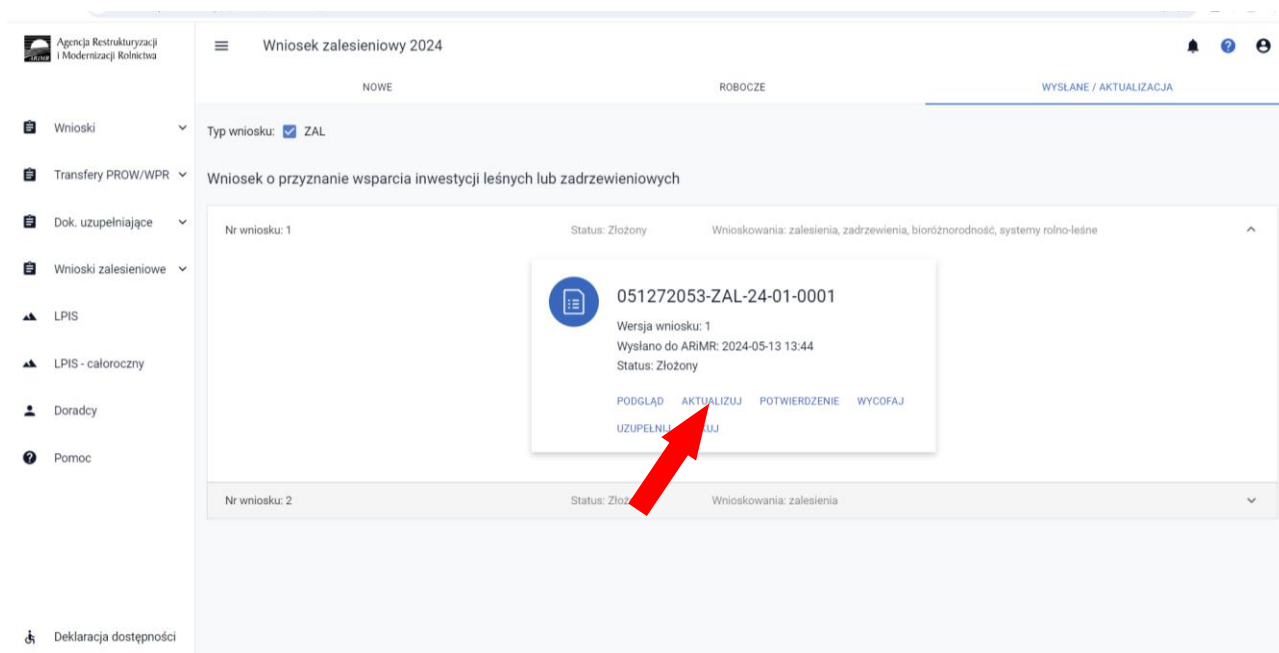 Agencja Restrukturyzacji
i Modernizacji Rolnictwa
Wniosek zalesieniowy 2024
NOWE
ROBOCZE
WYSŁANE / AKTUALIZACJA
Wnioski
Transfery PROW/WPR
Dok. uzupełniające
Wnioski zalesieniowe
LPIS
LPIS - całoroczny
Doradcy
Pomoc
Deklaracja dostępności
Typ wniosku: ZAL
Wniosek o przyznanie wsparcia inwestycji leśnych lub zadrzewieniowych
Nr wniosku: 1 Status: Złożony Wnioskowania: zalesienia, zadrzewienia, bioróżnorodność, systemy rolno-leśne
051272053-ZAL-24-01-0001
Wersja wniosku: 1
Wysłano do ARiMR: 2024-05-13 13:44
Status: Złożony
PODGLĄD AKTUALIZUJ POTWIERDZENIE WYCOFAJ
UZUPEŁNIJ
Nr wniosku: 2 Status: Wnioskowania: zalesienia